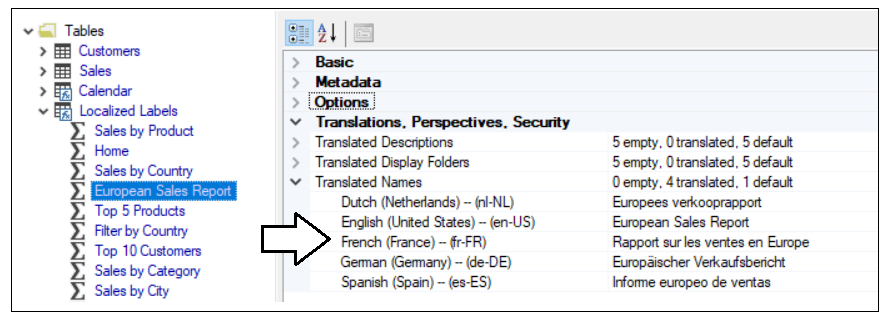 Tables
Customers
Sales
Calendar
Localized Labels
Sales by Product
Home
Sales by Country
European Sales Report
Top 5 Products
Filter by Country
Top 10 Customers
Sales by Category
Sales by City
Basic
Metadata
Options
Translations, Perspectives, Security
Translated Descriptions 5 empty, 0 translated, 5 default
Translated Display Folders 5 empty, 0 translated, 5 default
Translated Names 0 empty, 4 translated, 1 default
Dutch (Netherlands) -- (nl-NL) Europees verkooprapport
English (United States) -- (en-US) European Sales Report
French (France) -- (fr-FR) Rapport sur les ventes en Europe
German (Germany) -- (de-DE) Europäischer Verkaufsbericht
Spanish (Spain) -- (es-ES) Informe europeo de ventas